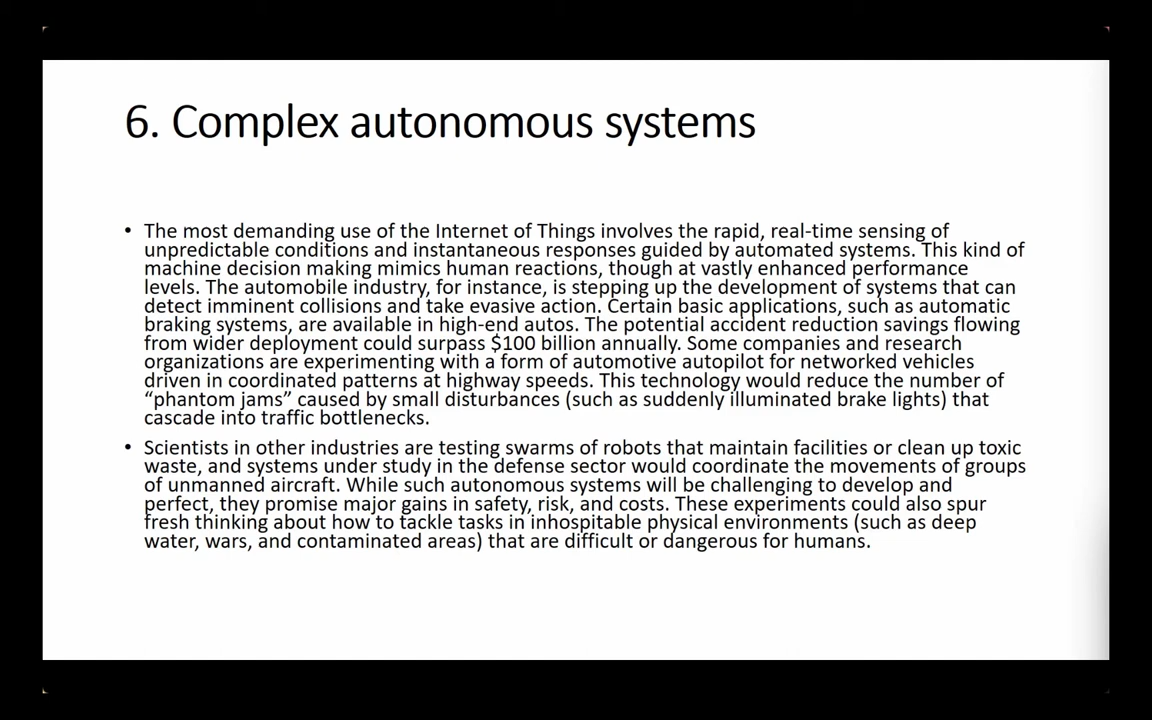 6. Complex autonomous systems
• The most demanding use of the Internet of Things involves the rapid, real-time sensing of
unpredictable conditions and instantaneous responses guided by automated systems. This kind of
machine decision making mimics human reactions, though at vastly enhanced performance
levels. The automobile industry, for instance, is stepping up the development of systems that can
detect imminent collisions and take evasive action. Certain basic applications, such as automatic
braking systems, are available in high-end autos. The potential accident reduction savings flowing
from wider deployment could surpass $100 billion annually. Some companies and research
organizations are experimenting with a form of automotive autopilot for networked vehicles
driven in coordinated patterns at highway speeds. This technology would reduce the number of
“phantom jams” caused by small disturbances (such as suddenly illuminated brake lights) that
cascade into traffic bottlenecks.
• Scientists in other industries are testing swarms of robots that maintain facilities or clean up toxic
waste, and systems under study in the defense sector would coordinate the movements of groups
of unmanned aircraft. While such autonomous systems will be challenging to develop and
perfect, they promise major gains in safety, risk, and costs. These experiments could also spur
fresh thinking about how to tackle tasks in inhospitable physical environments (such as deep
water, wars, and contaminated areas) that are difficult or dangerous for humans.